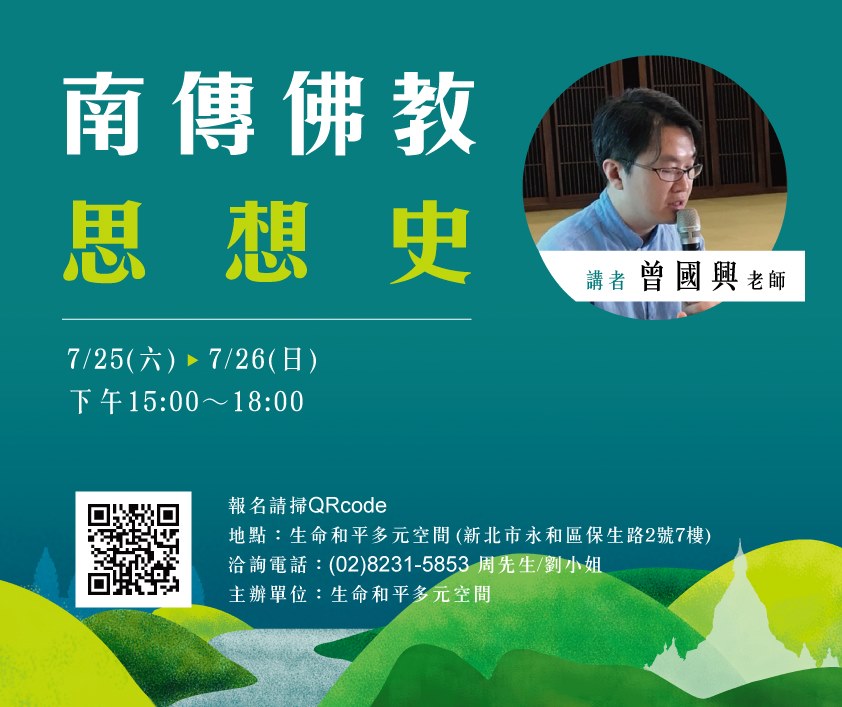 南傳佛教
思想史
講者 曾國興 老師
7/25(六)▶7/26(日)
下午15:00～18:00
報名請掃QRcode
地點：生命和平多元空間(新北市永和區保生路2號7樓)
洽詢電話：(02)8231-5853 周先生/劉小姐
主辦單位：生命和平多元空間